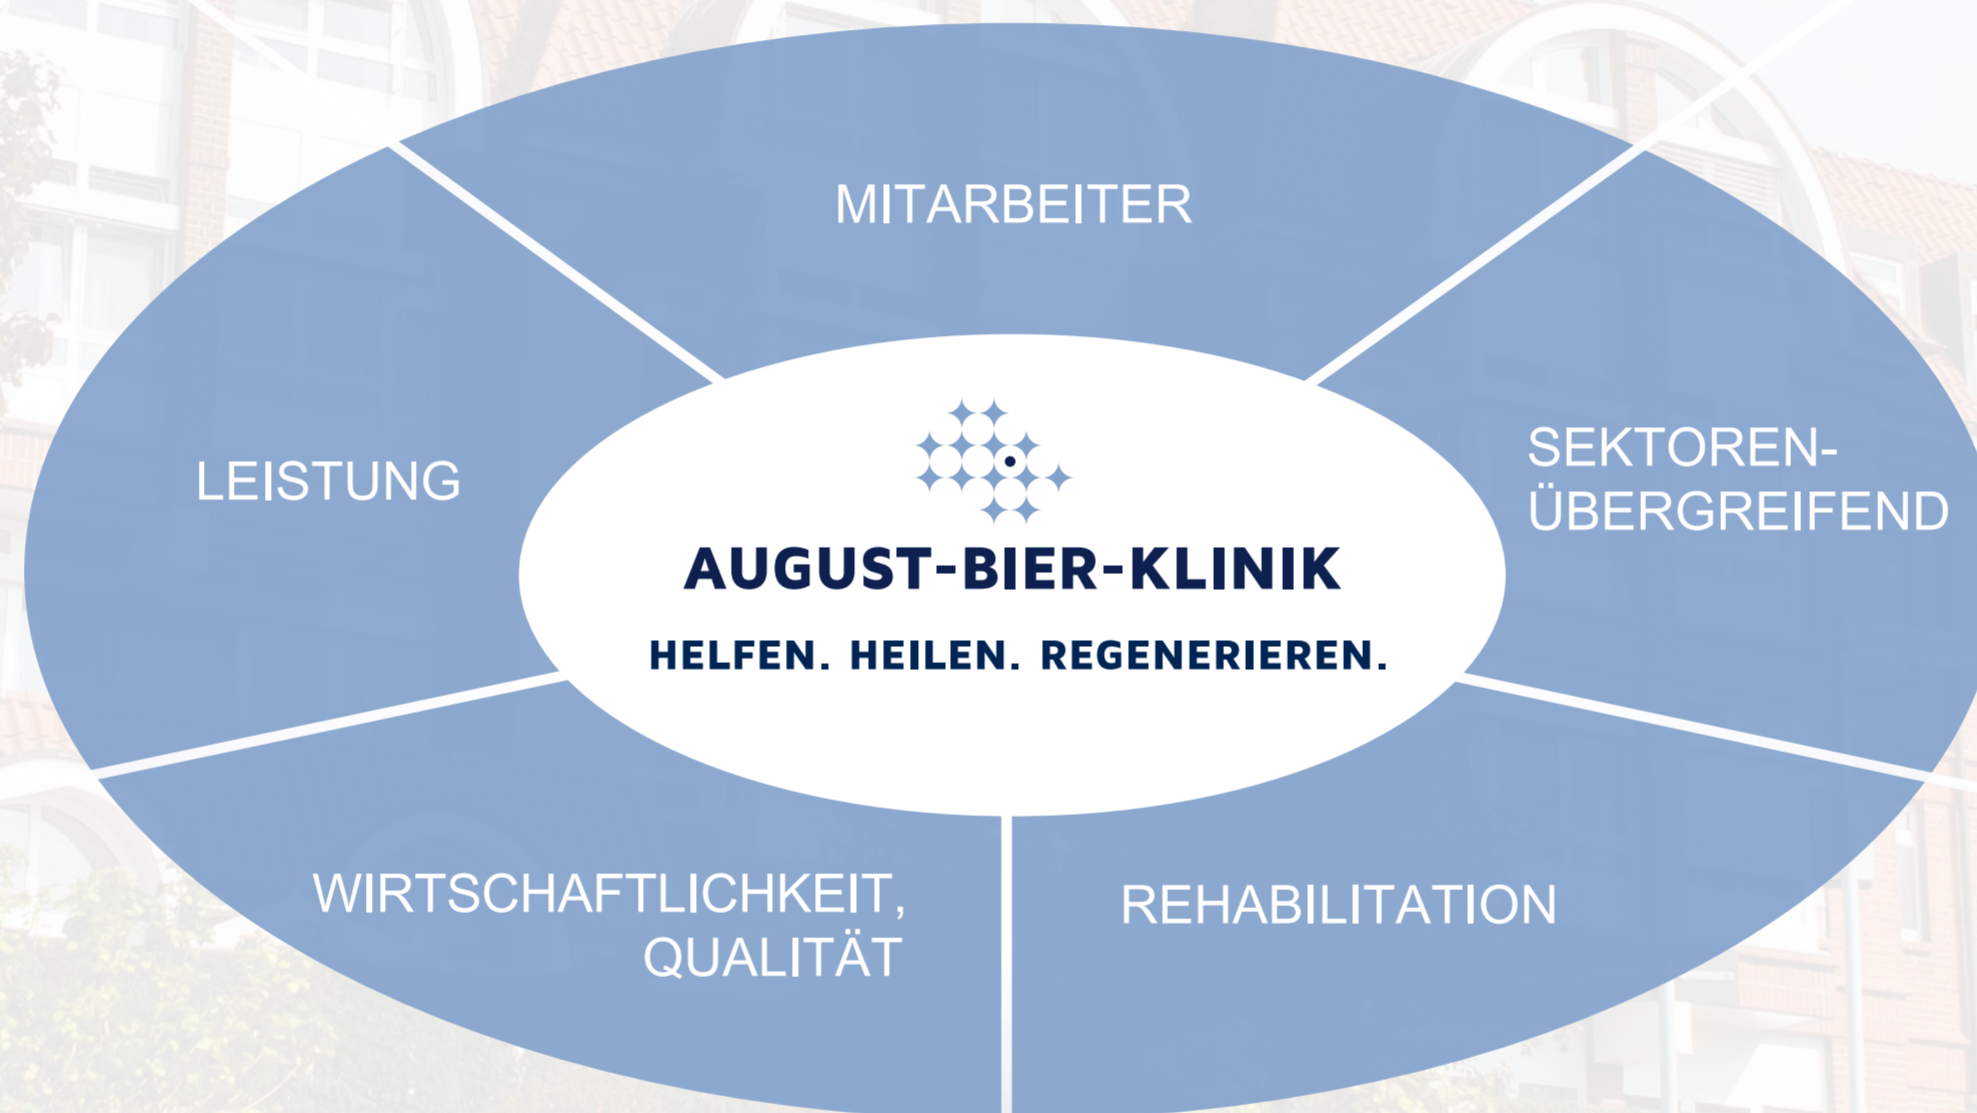 MITARBEITER
LEISTUNG
SEKTOREN-
ÜBERGREIFEND
AUGUST-BIER-KLINIK
HELFEN. HEILEN. REGENERIEREN.
WIRTSCHAFTLICHKEIT,
QUALITÄT
REHABILITATION